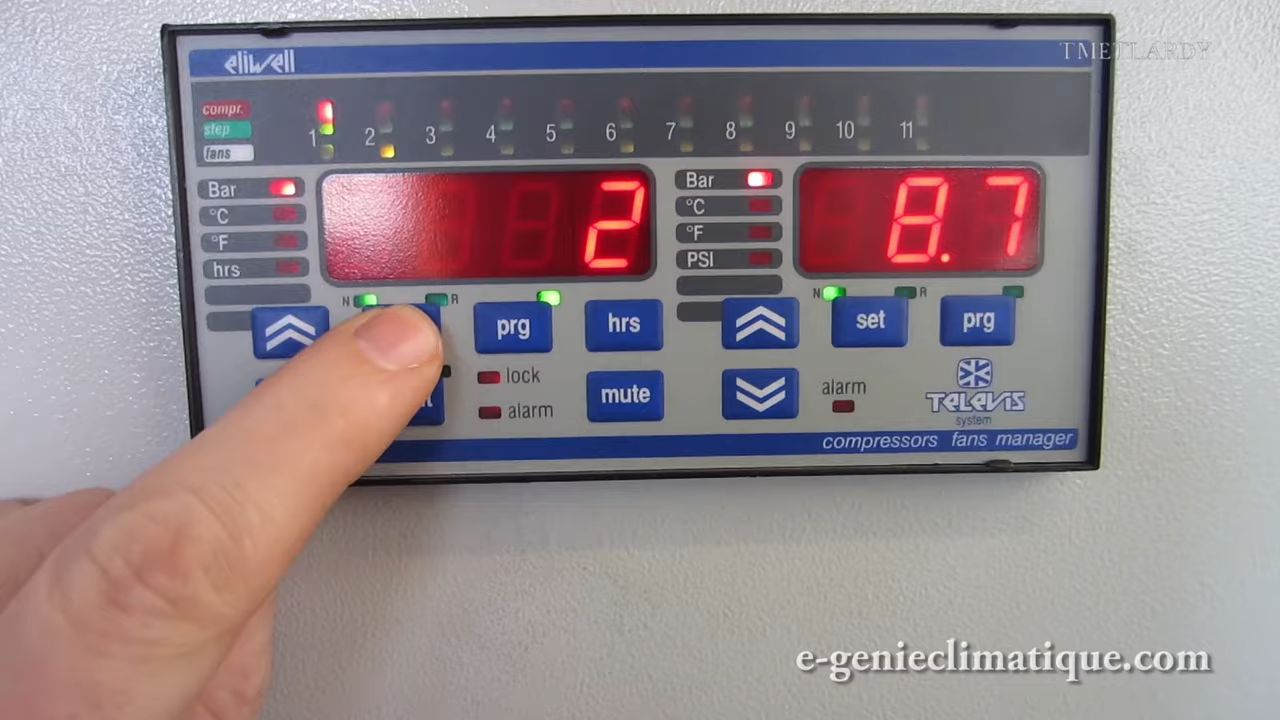 eliwell
TMETLARDY
compr.
step
fans
1 2 3 4 5 6 7 8 9 10 11
Bar
°C
°F
hrs
2
Bar
°C
°F
PSI
8.7
N R
prg
hrs
N R
set
prg
lock
alarm
mute
alarm
TELEVIS
system
compressors fans manager
e-genieclimatique.com